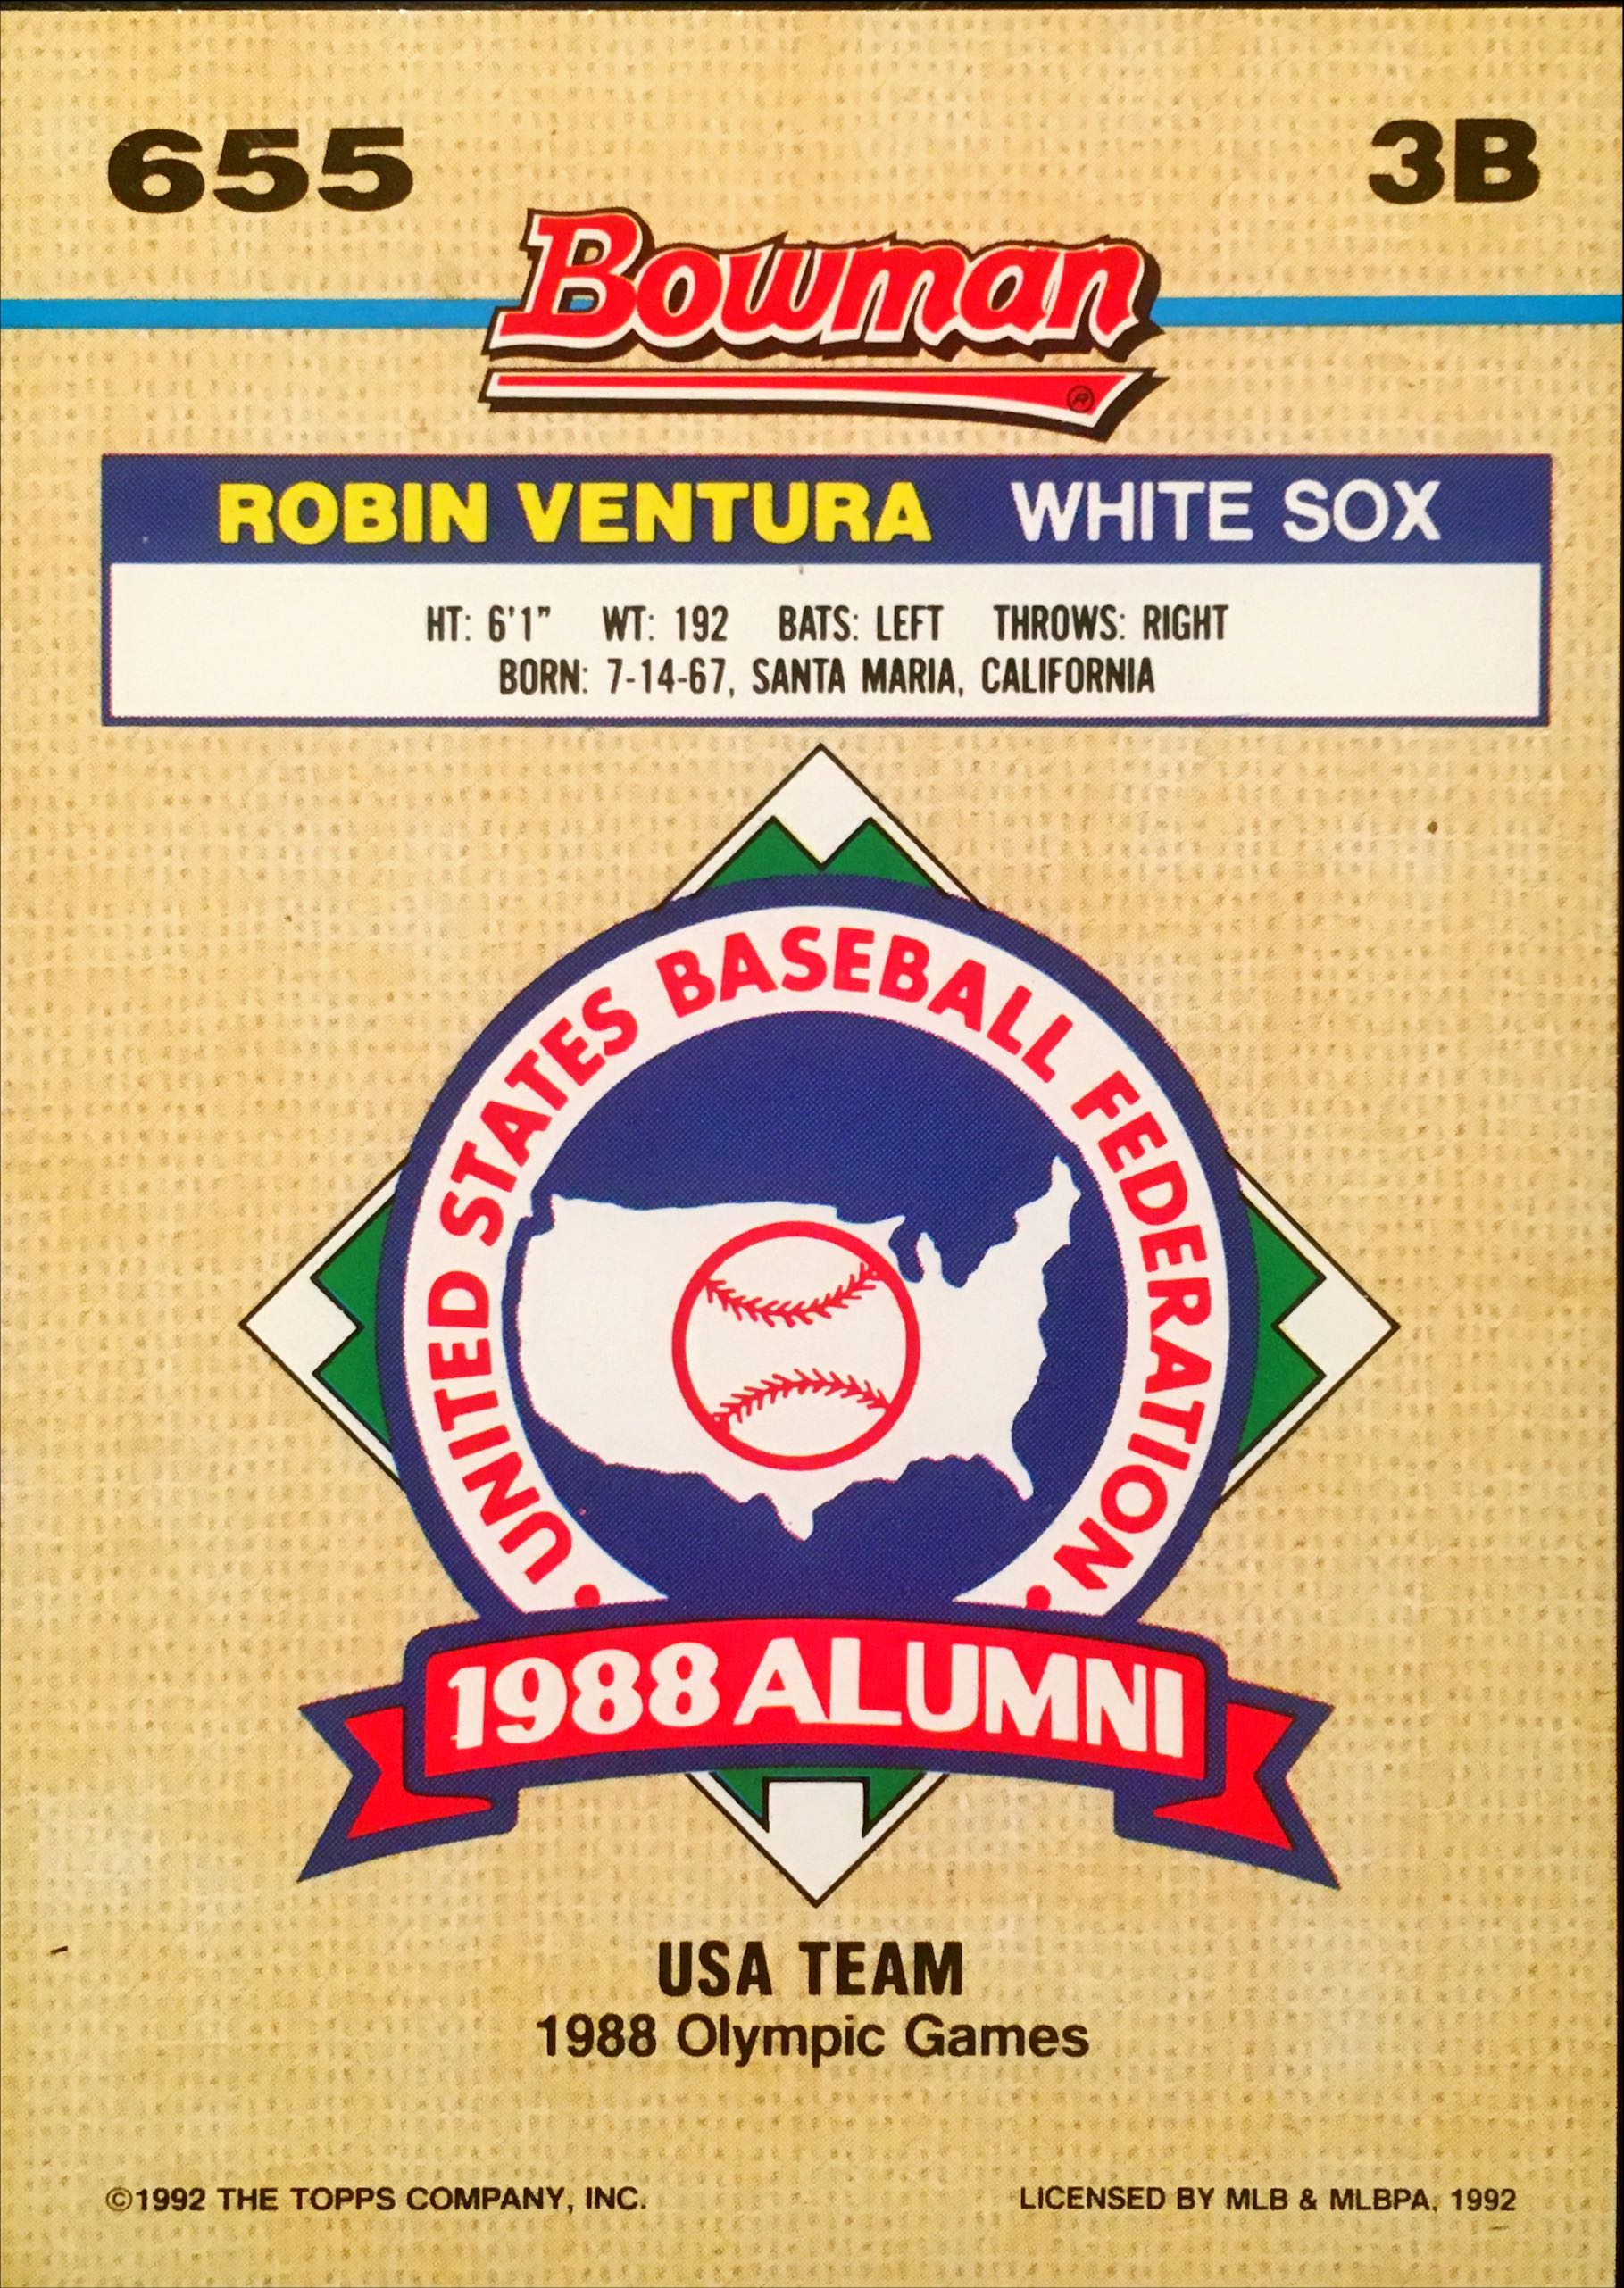 655 3B
Bowman®
ROBIN VENTURA WHITE SOX
HT: 6'1" WT: 192 BATS: LEFT THROWS: RIGHT
BORN: 7-14-67, SANTA MARIA, CALIFORNIA
• UNITED STATES BASEBALL FEDERATION •
1988 ALUMNI
USA TEAM
1988 Olympic Games
©1992 THE TOPPS COMPANY, INC. LICENSED BY MLB & MLBPA, 1992